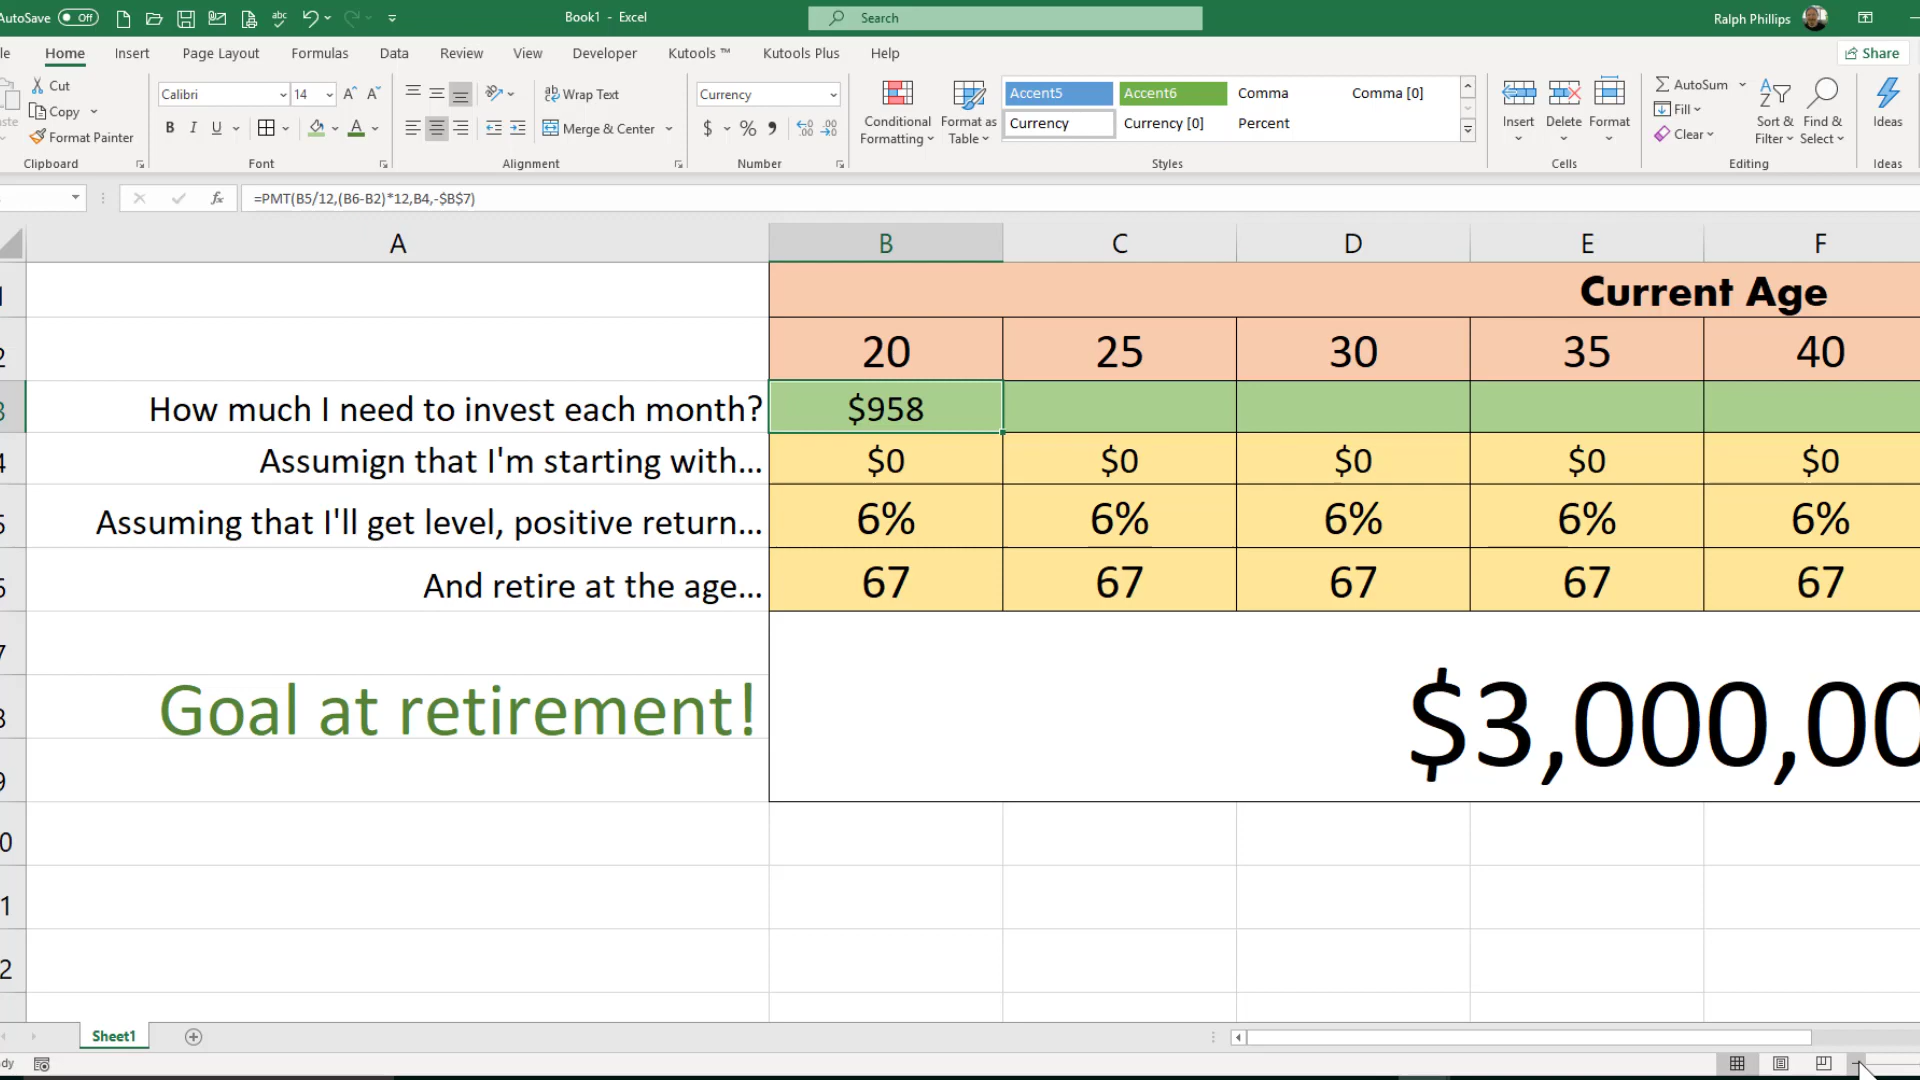 AutoSave Off abc Book1 - Excel Search Ralph Phillips
Home Insert Page Layout Formulas Data Review View Developer Kutools ™ Kutools Plus Help Share
Cut
Copy
Format Painter
Clipboard
Calibri 14
B I U A
Font
Wrap Text
Merge & Center
Alignment
Currency
$ % ,
Number
Conditional Formatting
Format as Table
Accent5 Accent6 Comma Comma [0]
Currency Currency [0] Percent
Styles
Insert Delete Format
Cells
AutoSum
Fill
Clear
Sort & Filter
Find & Select
Editing
Ideas
Ideas
fx =PMT(B5/12,(B6-B2)*12,B4,-$B$7)
A B C D E F
Current Age
20 25 30 35 40
How much I need to invest each month? $958
Assumign that I'm starting with... $0 $0 $0 $0 $0
Assuming that I'll get level, positive return... 6% 6% 6% 6% 6%
And retire at the age... 67 67 67 67 67
Goal at retirement! $3,000,00
Sheet1